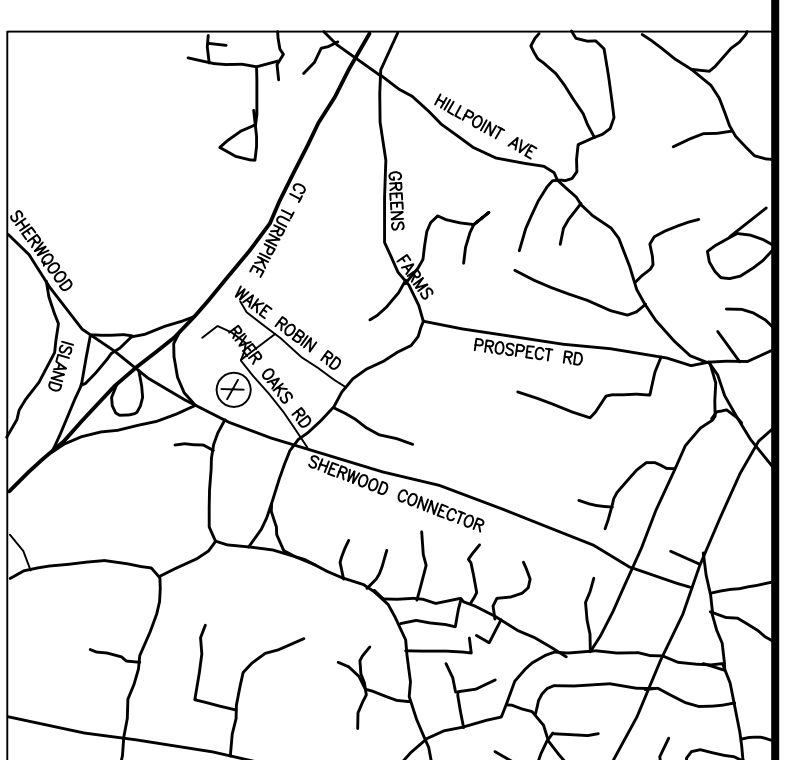 HILLPOINT AVE
GREENS
FARMS
CT TURNPIKE
SHERWOOD
ISLAND
WAKE ROBIN RD
RIVER OAKS RD
PROSPECT RD
SHERWOOD CONNECTOR